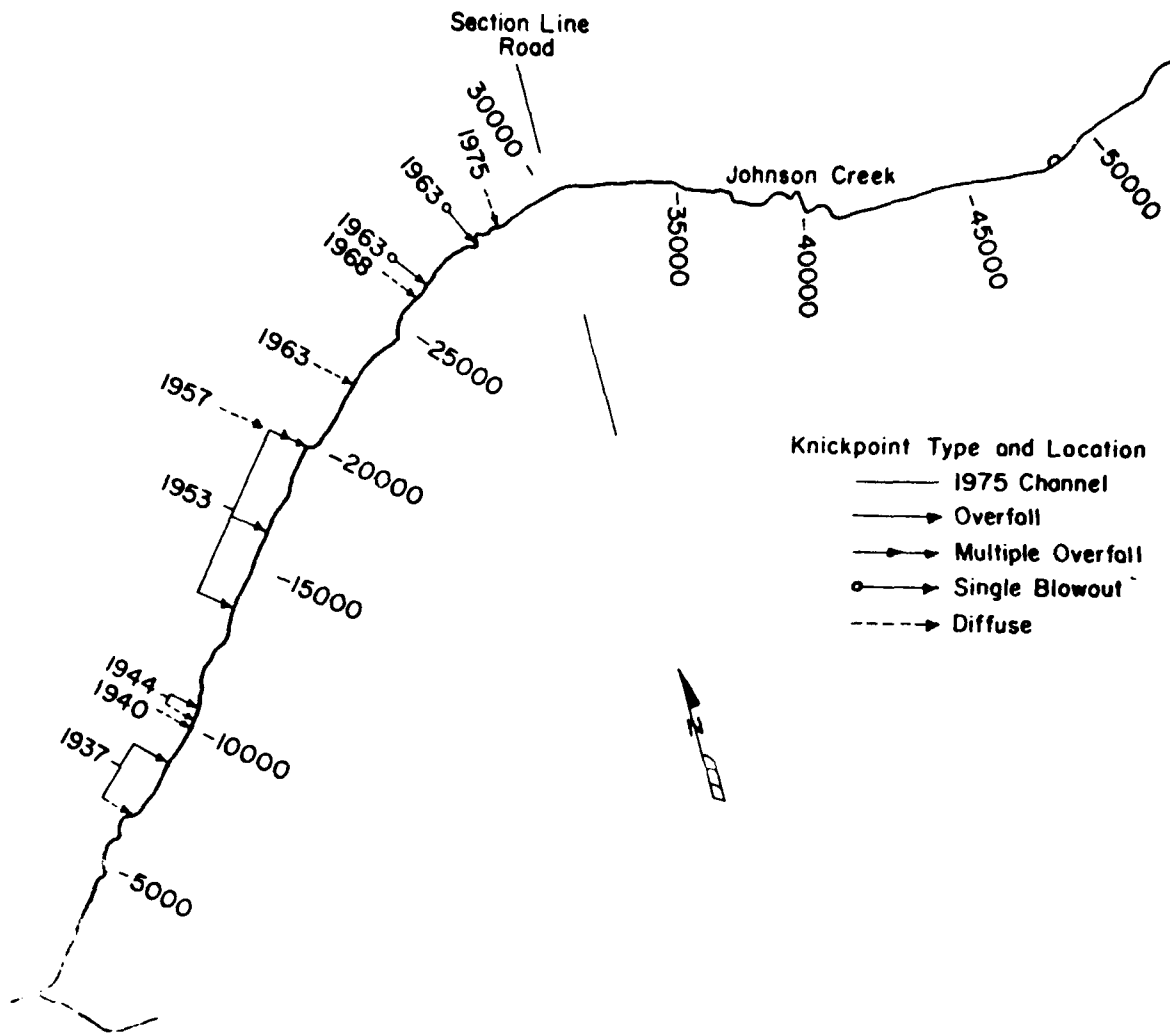 Section Line
Road
30000
1975
1963
1963
1968
1963
1957
1953
1944
1940
1937
Johnson Creek
-50000
-45000
-40000
-35000
-25000
-20000
-15000
-10000
-5000
Knickpoint Type and Location
1975 Channel
Overfall
Multiple Overfall
Single Blowout
Diffuse
N